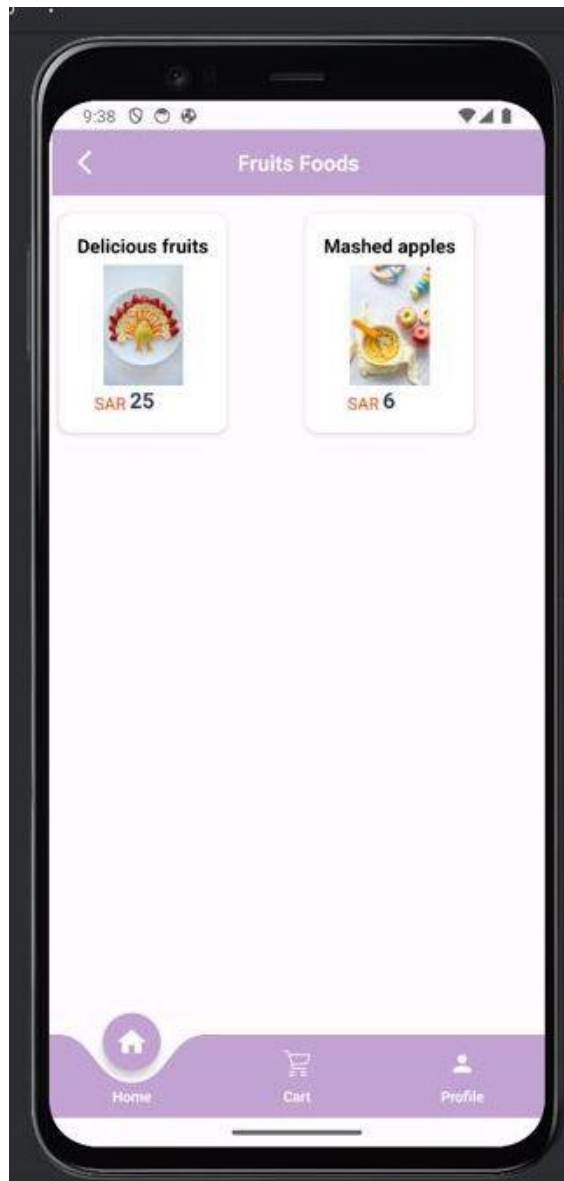 9:38
Fruits Foods
Delicious fruits
Mashed apples
SAR 25
SAR 6
Home
Cart
Profile